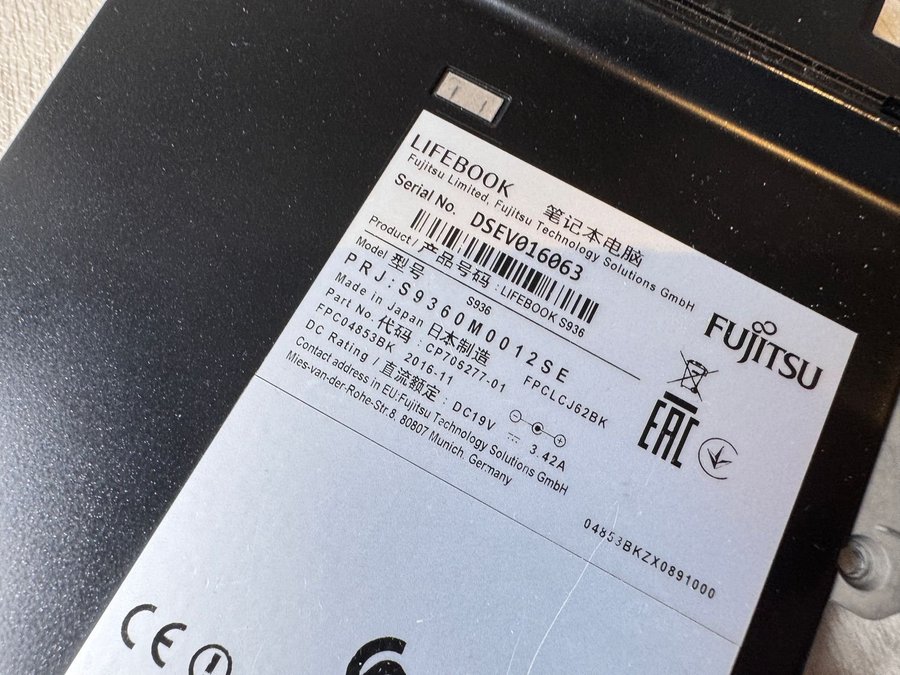 LIFEBOOK 笔记本电脑
Fujitsu Limited, Fujitsu Technology Solutions GmbH
Serial No. DSEV016063
Product / 产品号码 : LIFEBOOK S936
Model 型号 S936
PRJ: S9360M0012SE
Made in Japan 日本制造
Part No. 代码 : CP706277-01 FPCLCJ62BK
FPC04853BK 2016-11
DC Rating / 直流额定 : DC19V 3.42A
Contact address in EU:Fujitsu Technology Solutions GmbH
Mies-van-der-Rohe-Str.8, 80807 Munich, Germany
FUJITSU
EAC
04853BKZX0891000
CE